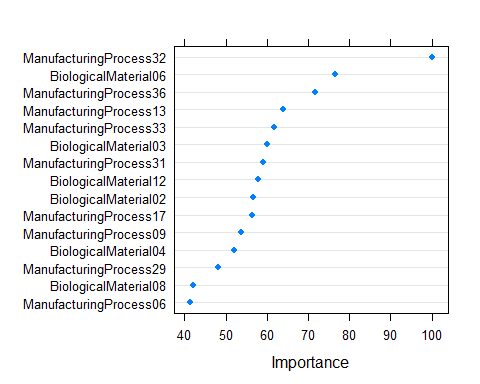 ManufacturingProcess32
BiologicalMaterial06
ManufacturingProcess36
ManufacturingProcess13
ManufacturingProcess33
BiologicalMaterial03
ManufacturingProcess31
BiologicalMaterial12
BiologicalMaterial02
ManufacturingProcess17
ManufacturingProcess09
BiologicalMaterial04
ManufacturingProcess29
BiologicalMaterial08
ManufacturingProcess06
40 50 60 70 80 90 100
Importance